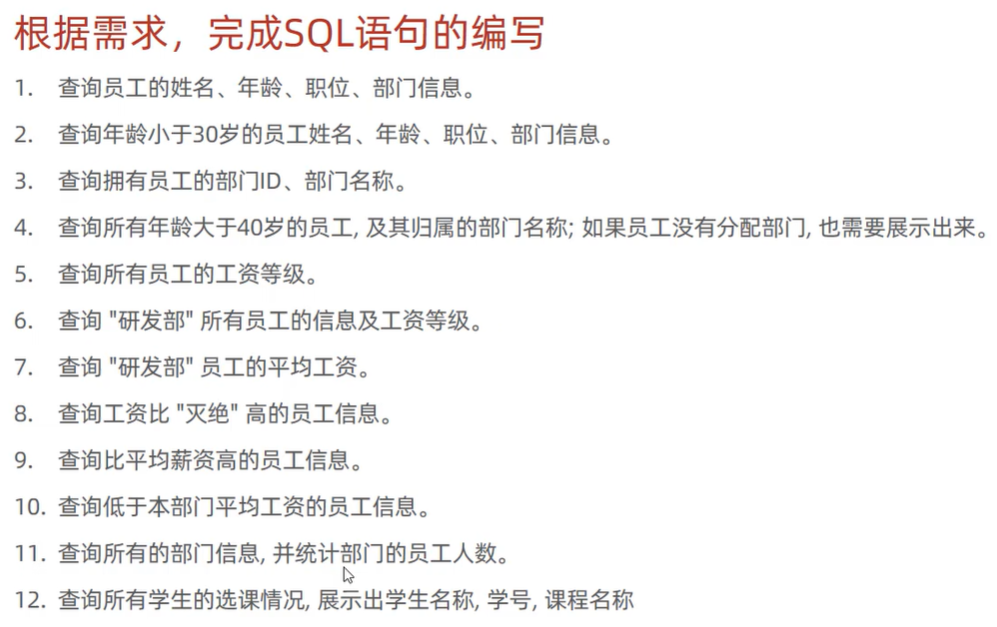 根据需求，完成SQL语句的编写
1. 查询员工的姓名、年龄、职位、部门信息。
2. 查询年龄小于30岁的员工姓名、年龄、职位、部门信息。
3. 查询拥有员工的部门ID、部门名称。
4. 查询所有年龄大于40岁的员工, 及其归属的部门名称; 如果员工没有分配部门, 也需要展示出来。
5. 查询所有员工的工资等级。
6. 查询 "研发部" 所有员工的信息及工资等级。
7. 查询 "研发部" 员工的平均工资。
8. 查询工资比 "灭绝" 高的员工信息。
9. 查询比平均薪资高的员工信息。
10. 查询低于本部门平均工资的员工信息。
11. 查询所有的部门信息, 并统计部门的员工人数。
12. 查询所有学生的选课情况, 展示出学生名称, 学号, 课程名称